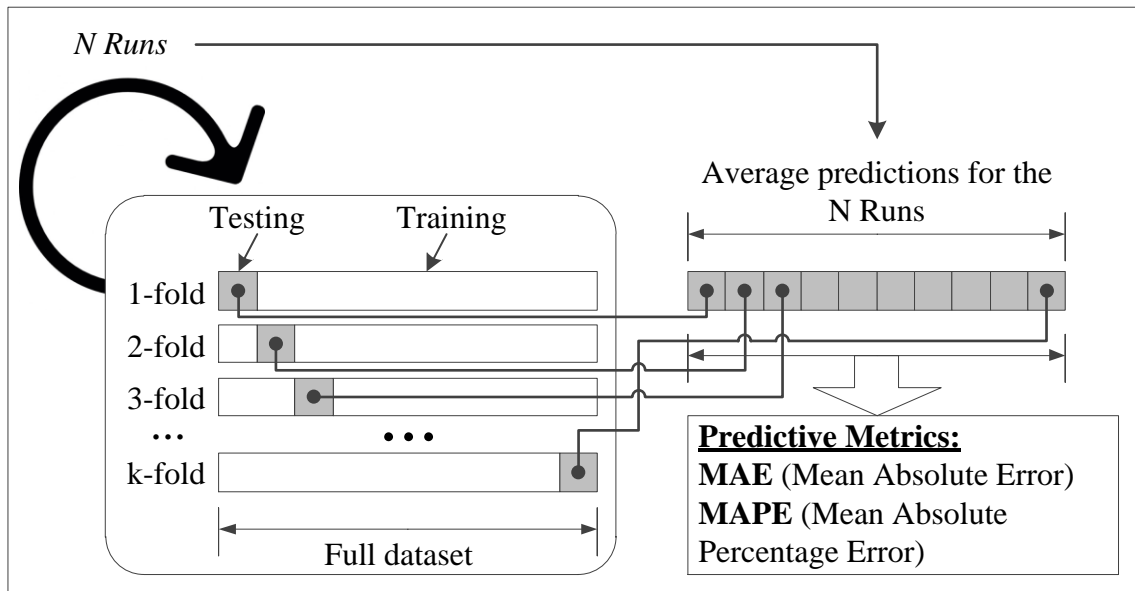 N Runs
Average predictions for the
N Runs
Testing
Training
1-fold
2-fold
3-fold
...
...
k-fold
Full dataset
Predictive Metrics:
MAE (Mean Absolute Error)
MAPE (Mean Absolute
Percentage Error)